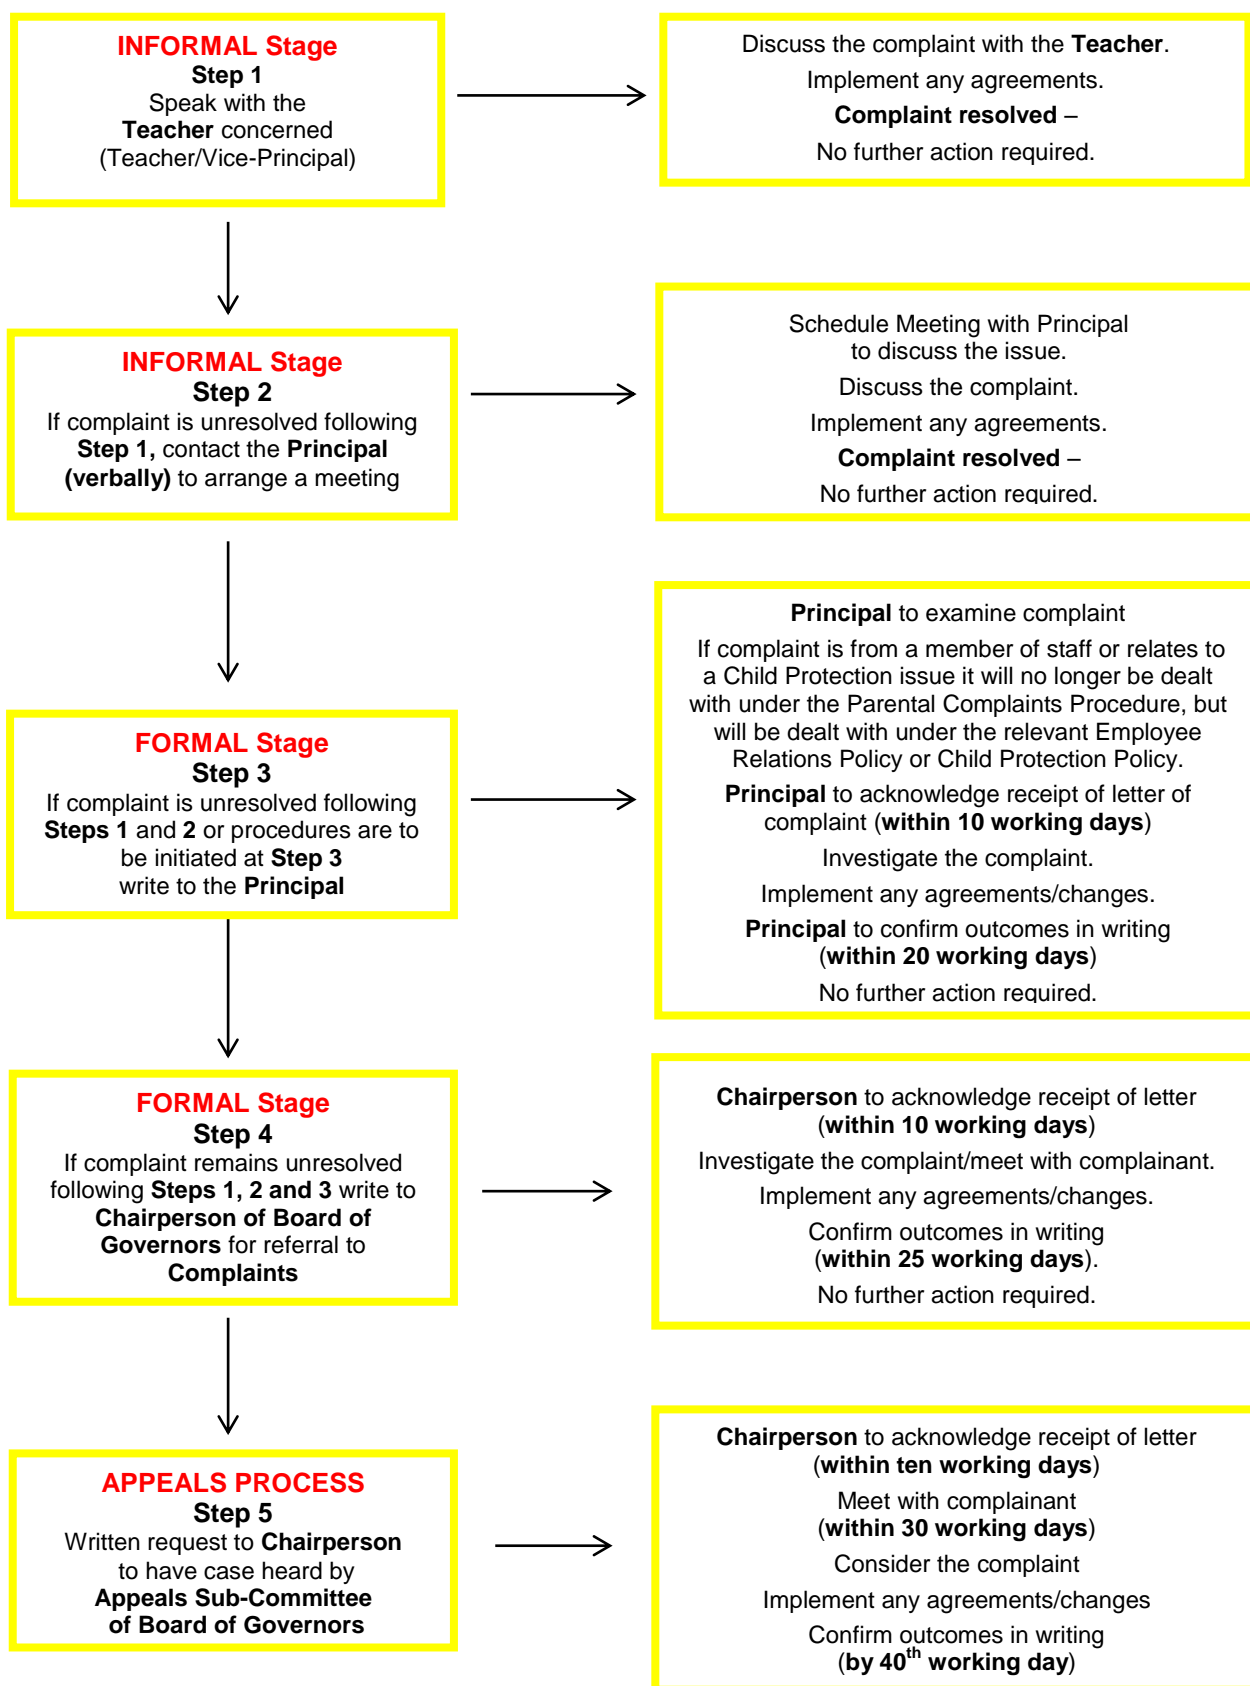 INFORMAL Stage
Step 1
Speak with the
Teacher concerned
(Teacher/Vice-Principal)
Discuss the complaint with the Teacher.
Implement any agreements.
Complaint resolved –
No further action required.
INFORMAL Stage
Step 2
If complaint is unresolved following
Step 1, contact the Principal
(verbally) to arrange a meeting
Schedule Meeting with Principal
to discuss the issue.
Discuss the complaint.
Implement any agreements.
Complaint resolved –
No further action required.
FORMAL Stage
Step 3
If complaint is unresolved following
Steps 1 and 2 or procedures are to
be initiated at Step 3
write to the Principal
Principal to examine complaint
If complaint is from a member of staff or relates to
a Child Protection issue it will no longer be dealt
with under the Parental Complaints Procedure, but
will be dealt with under the relevant Employee
Relations Policy or Child Protection Policy.
Principal to acknowledge receipt of letter of
complaint (within 10 working days)
Investigate the complaint.
Implement any agreements/changes.
Principal to confirm outcomes in writing
(within 20 working days)
No further action required.
FORMAL Stage
Step 4
If complaint remains unresolved
following Steps 1, 2 and 3 write to
Chairperson of Board of
Governors for referral to
Complaints
Chairperson to acknowledge receipt of letter
(within 10 working days)
Investigate the complaint/meet with complainant.
Implement any agreements/changes.
Confirm outcomes in writing
(within 25 working days).
No further action required.
APPEALS PROCESS
Step 5
Written request to Chairperson
to have case heard by
Appeals Sub-Committee
of Board of Governors
Chairperson to acknowledge receipt of letter
(within ten working days)
Meet with complainant
(within 30 working days)
Consider the complaint
Implement any agreements/changes
Confirm outcomes in writing
(by 40th working day)